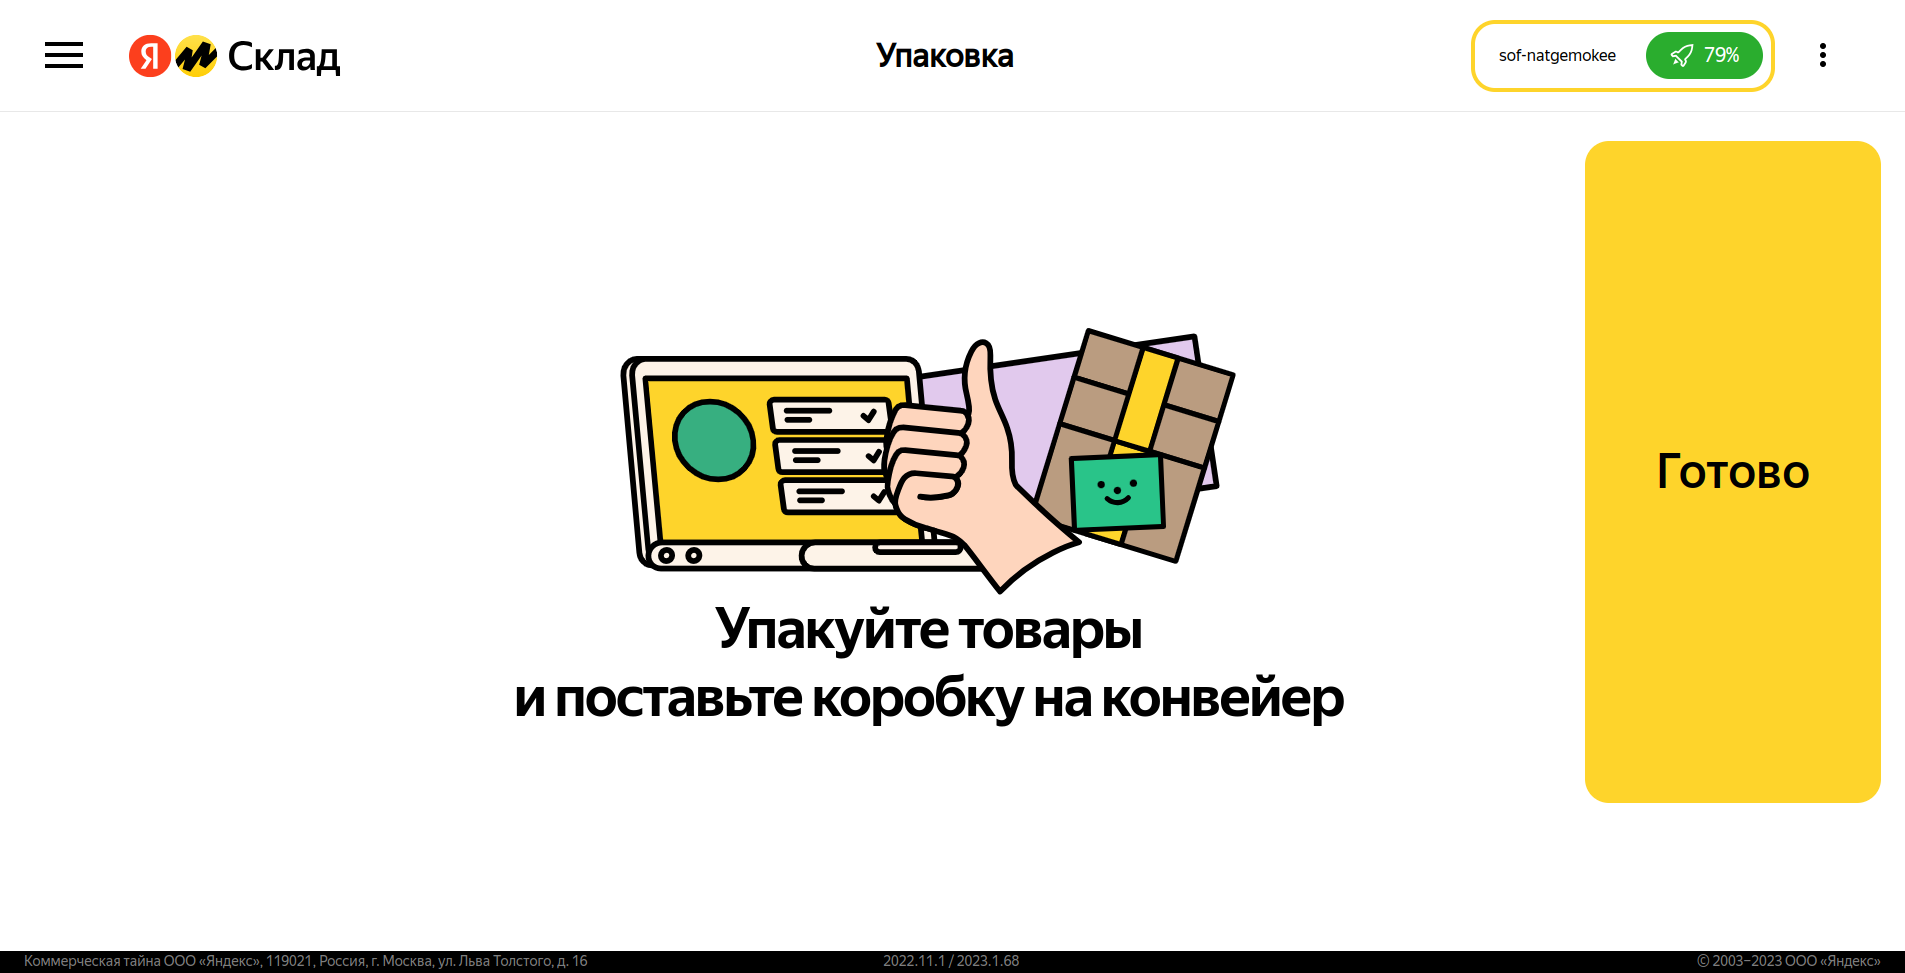 Я Склад
Упаковка
sof-natgemokee
79%
Готово
Упакуйте товары
и поставьте коробку на конвейер
Коммерческая тайна ООО «Яндекс», 119021, Россия, г. Москва, ул. Льва Толстого, д. 16
2022.11.1 / 2023.1.68
© 2003–2023 ООО «Яндекс»